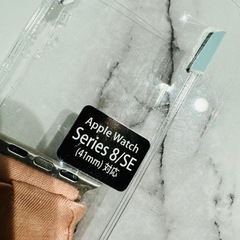 Apple Watch
Series 8/SE
(41mm) 対応